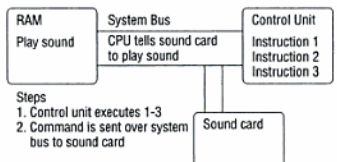 RAM
Play sound
System Bus
CPU tells sound card
to play sound
Control Unit
Instruction 1
Instruction 2
Instruction 3
Steps
1. Control unit executes 1-3
2. Command is sent over system
bus to sound card
Sound card